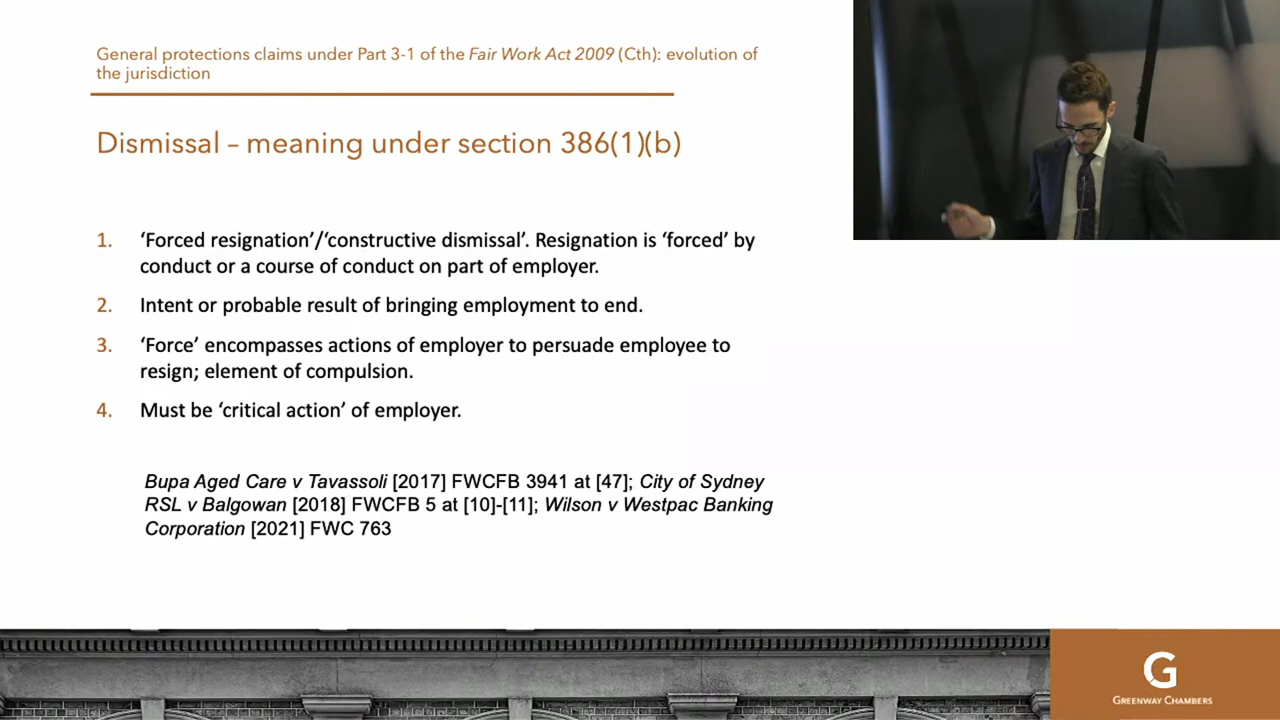 General protections claims under Part 3-1 of the Fair Work Act 2009 (Cth): evolution of
the jurisdiction
Dismissal – meaning under section 386(1)(b)
1. ‘Forced resignation’/‘constructive dismissal’. Resignation is ‘forced’ by
conduct or a course of conduct on part of employer.
2. Intent or probable result of bringing employment to end.
3. ‘Force’ encompasses actions of employer to persuade employee to
resign; element of compulsion.
4. Must be ‘critical action’ of employer.
Bupa Aged Care v Tavassoli [2017] FWCFB 3941 at [47]; City of Sydney
RSL v Balgowan [2018] FWCFB 5 at [10]-[11]; Wilson v Westpac Banking
Corporation [2021] FWC 763
G
GREENWAY CHAMBERS